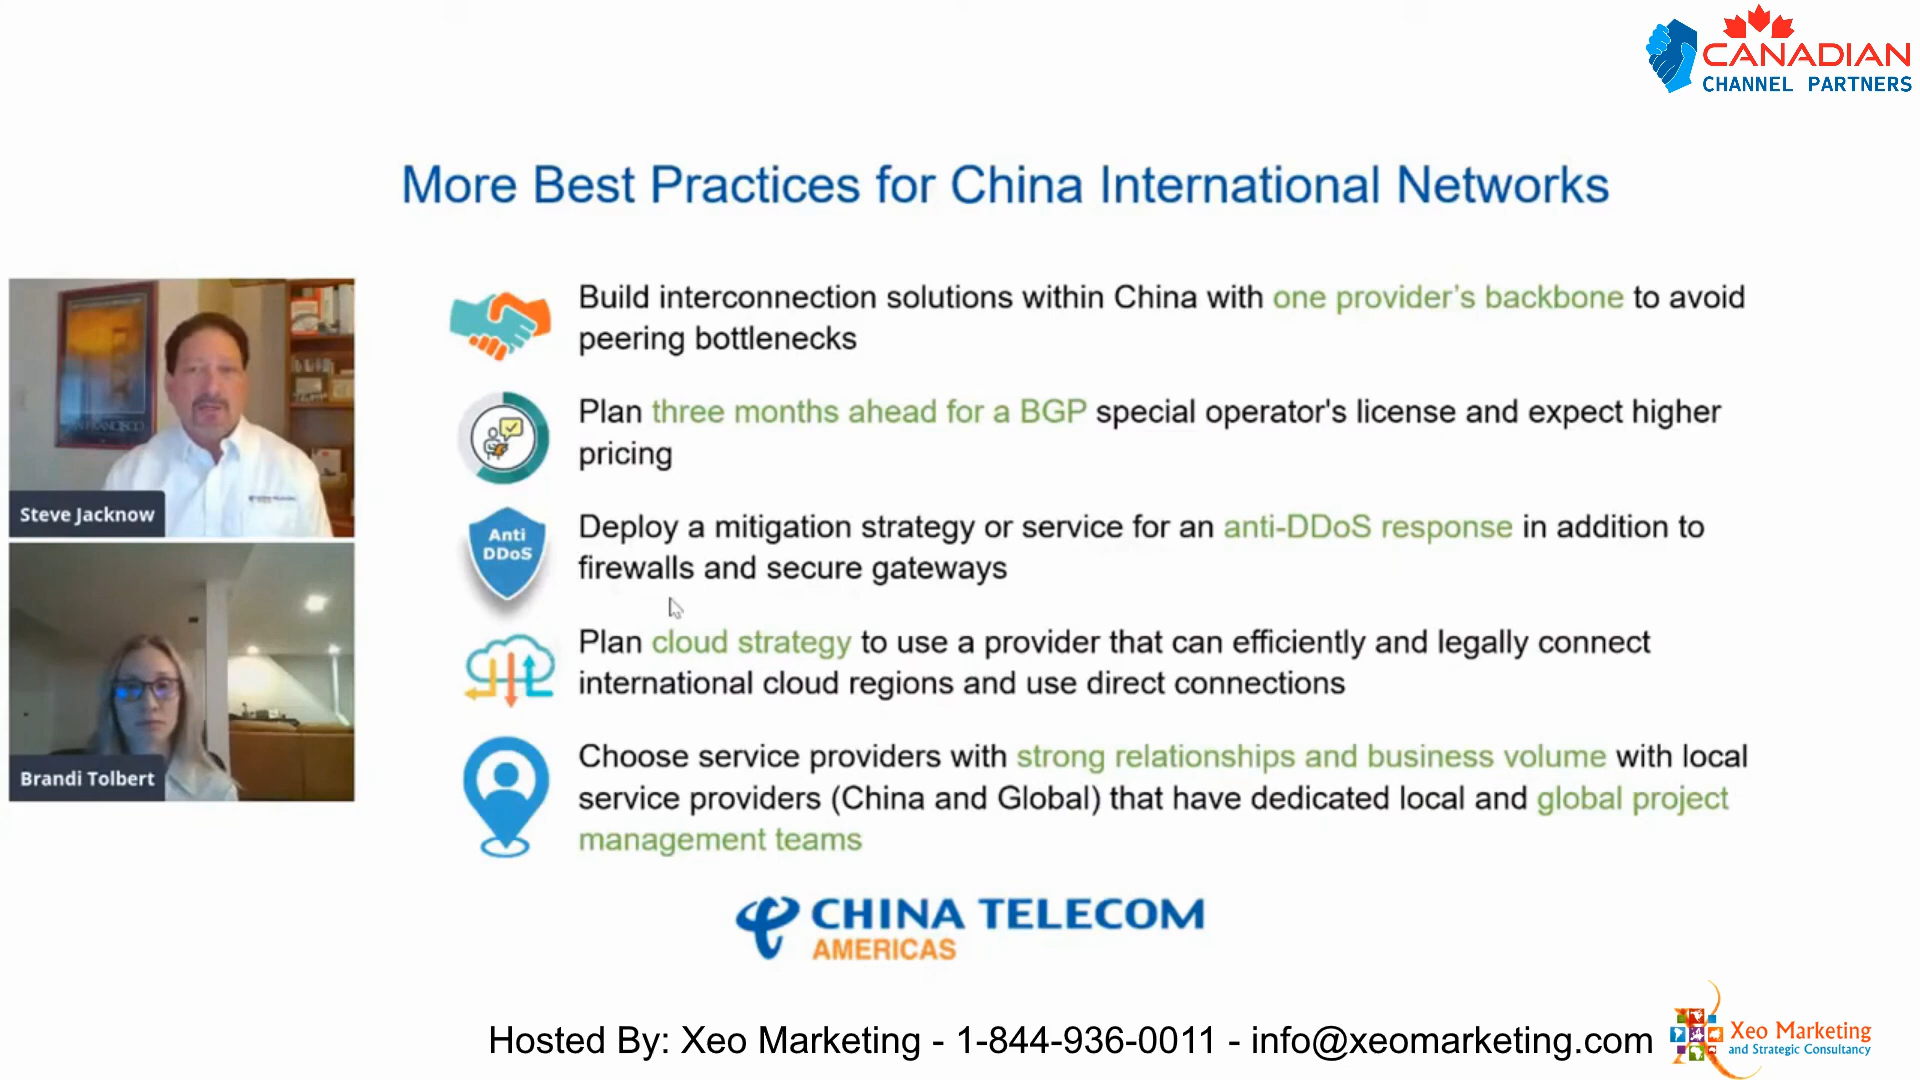 CANADIAN
CHANNEL PARTNERS
More Best Practices for China International Networks
Build interconnection solutions within China with one provider's backbone to avoid
peering bottlenecks
Plan three months ahead for a BGP special operator's license and expect higher
pricing
Anti
DDoS
Deploy a mitigation strategy or service for an anti-DDoS response in addition to
firewalls and secure gateways
Plan cloud strategy to use a provider that can efficiently and legally connect
international cloud regions and use direct connections
Choose service providers with strong relationships and business volume with local
service providers (China and Global) that have dedicated local and global project
management teams
Steve Jacknow
Brandi Tolbert
CHINA TELECOM
AMERICAS
Hosted By: Xeo Marketing - 1-844-936-0011 - info@xeomarketing.com
Xeo Marketing
and Strategic Consultancy